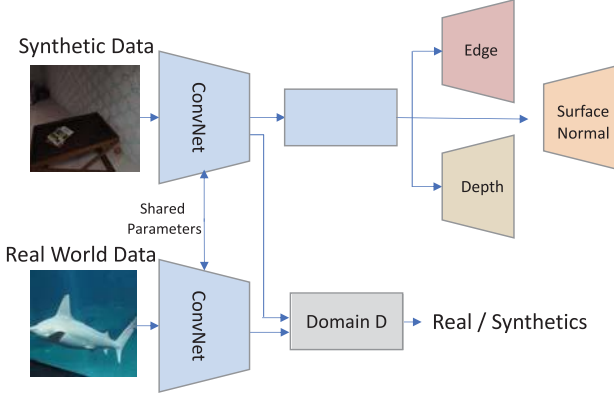 Synthetic Data
ConvNet
Edge
Surface
Normal
Depth
Shared
Parameters
Real World Data
ConvNet
Domain D
Real / Synthetics